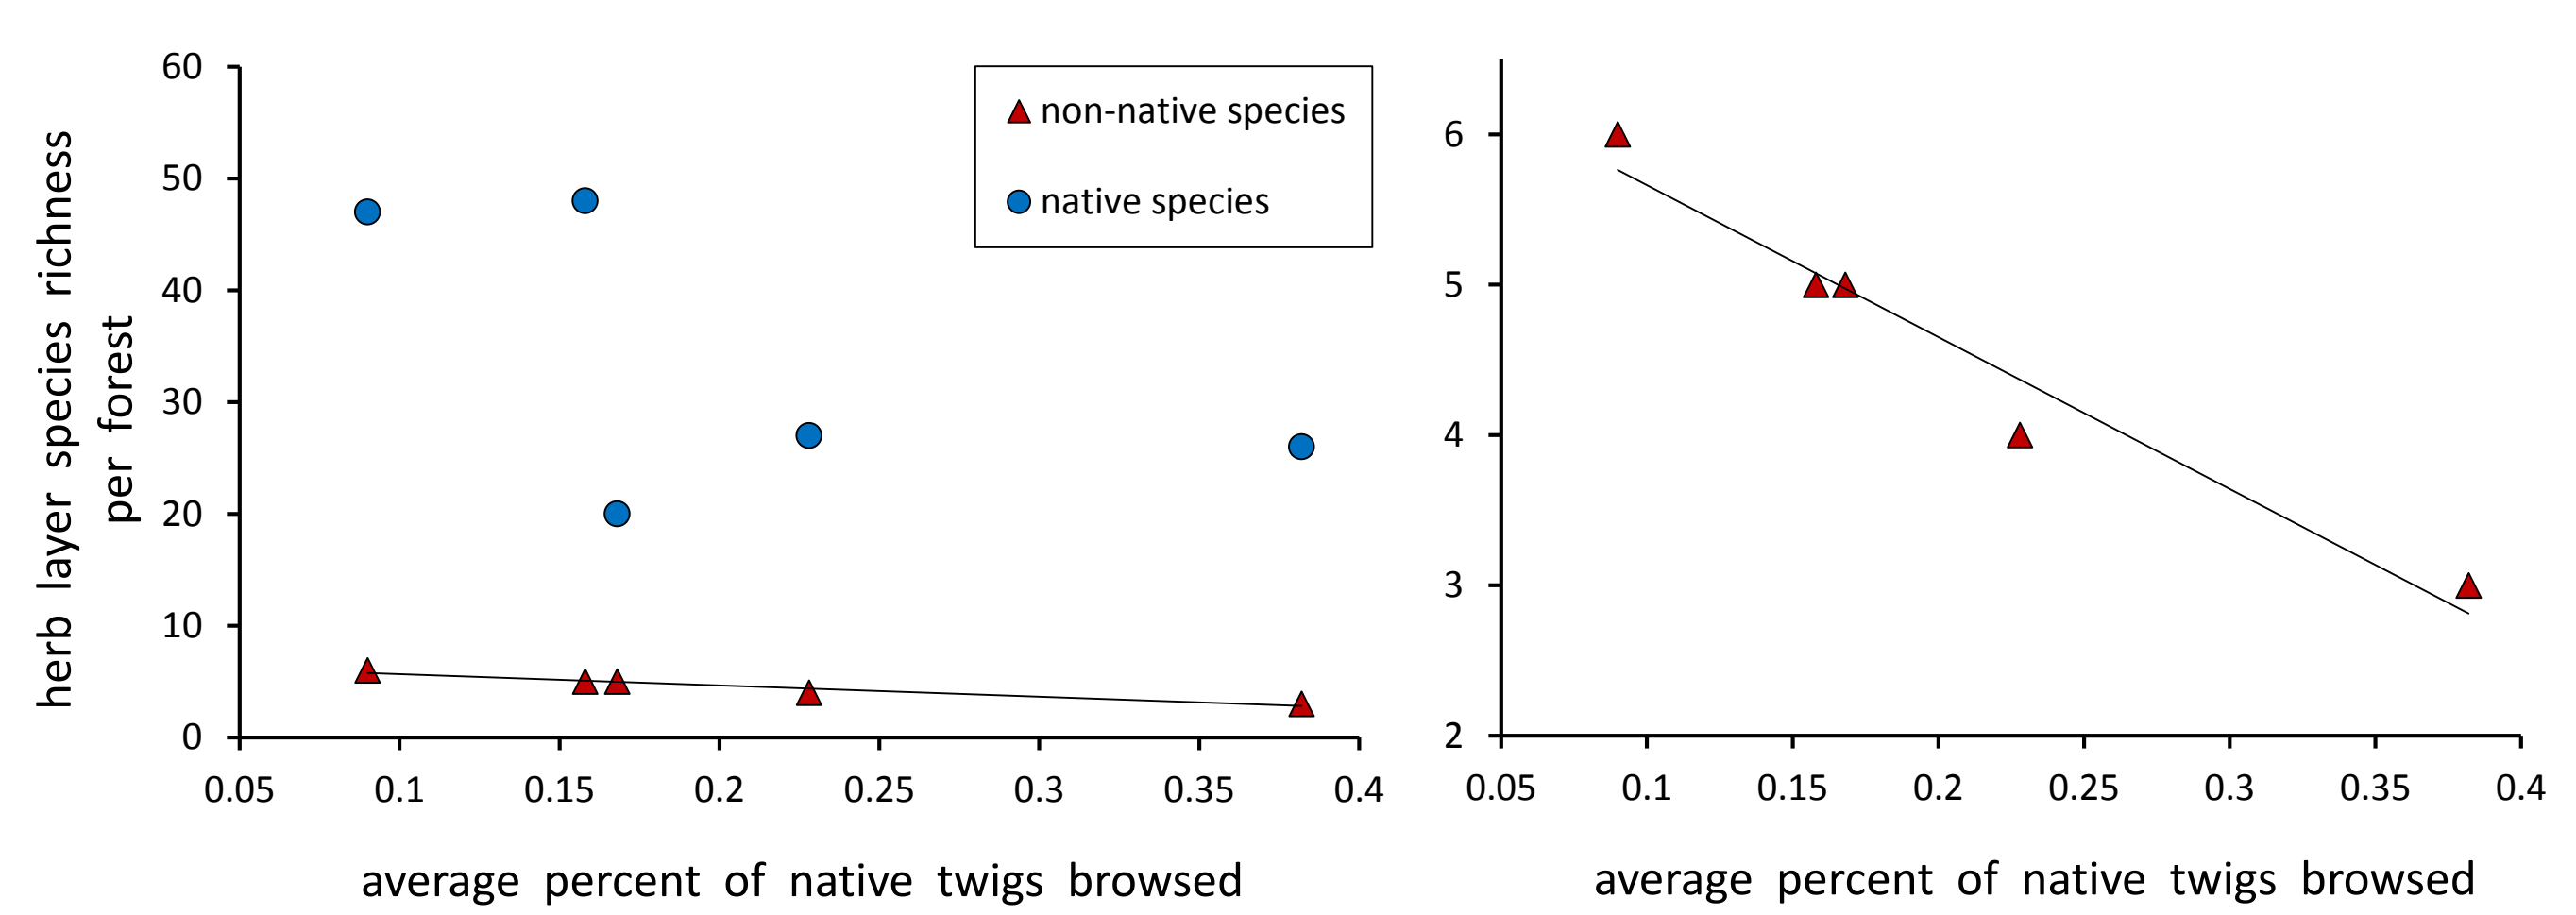 herb layer species richness
per forest
60
50
40
30
20
10
0
0.05 0.1 0.15 0.2 0.25 0.3 0.35 0.4
average percent of native twigs browsed
non-native species
native species
6
5
4
3
2
0.05 0.1 0.15 0.2 0.25 0.3 0.35 0.4
average percent of native twigs browsed